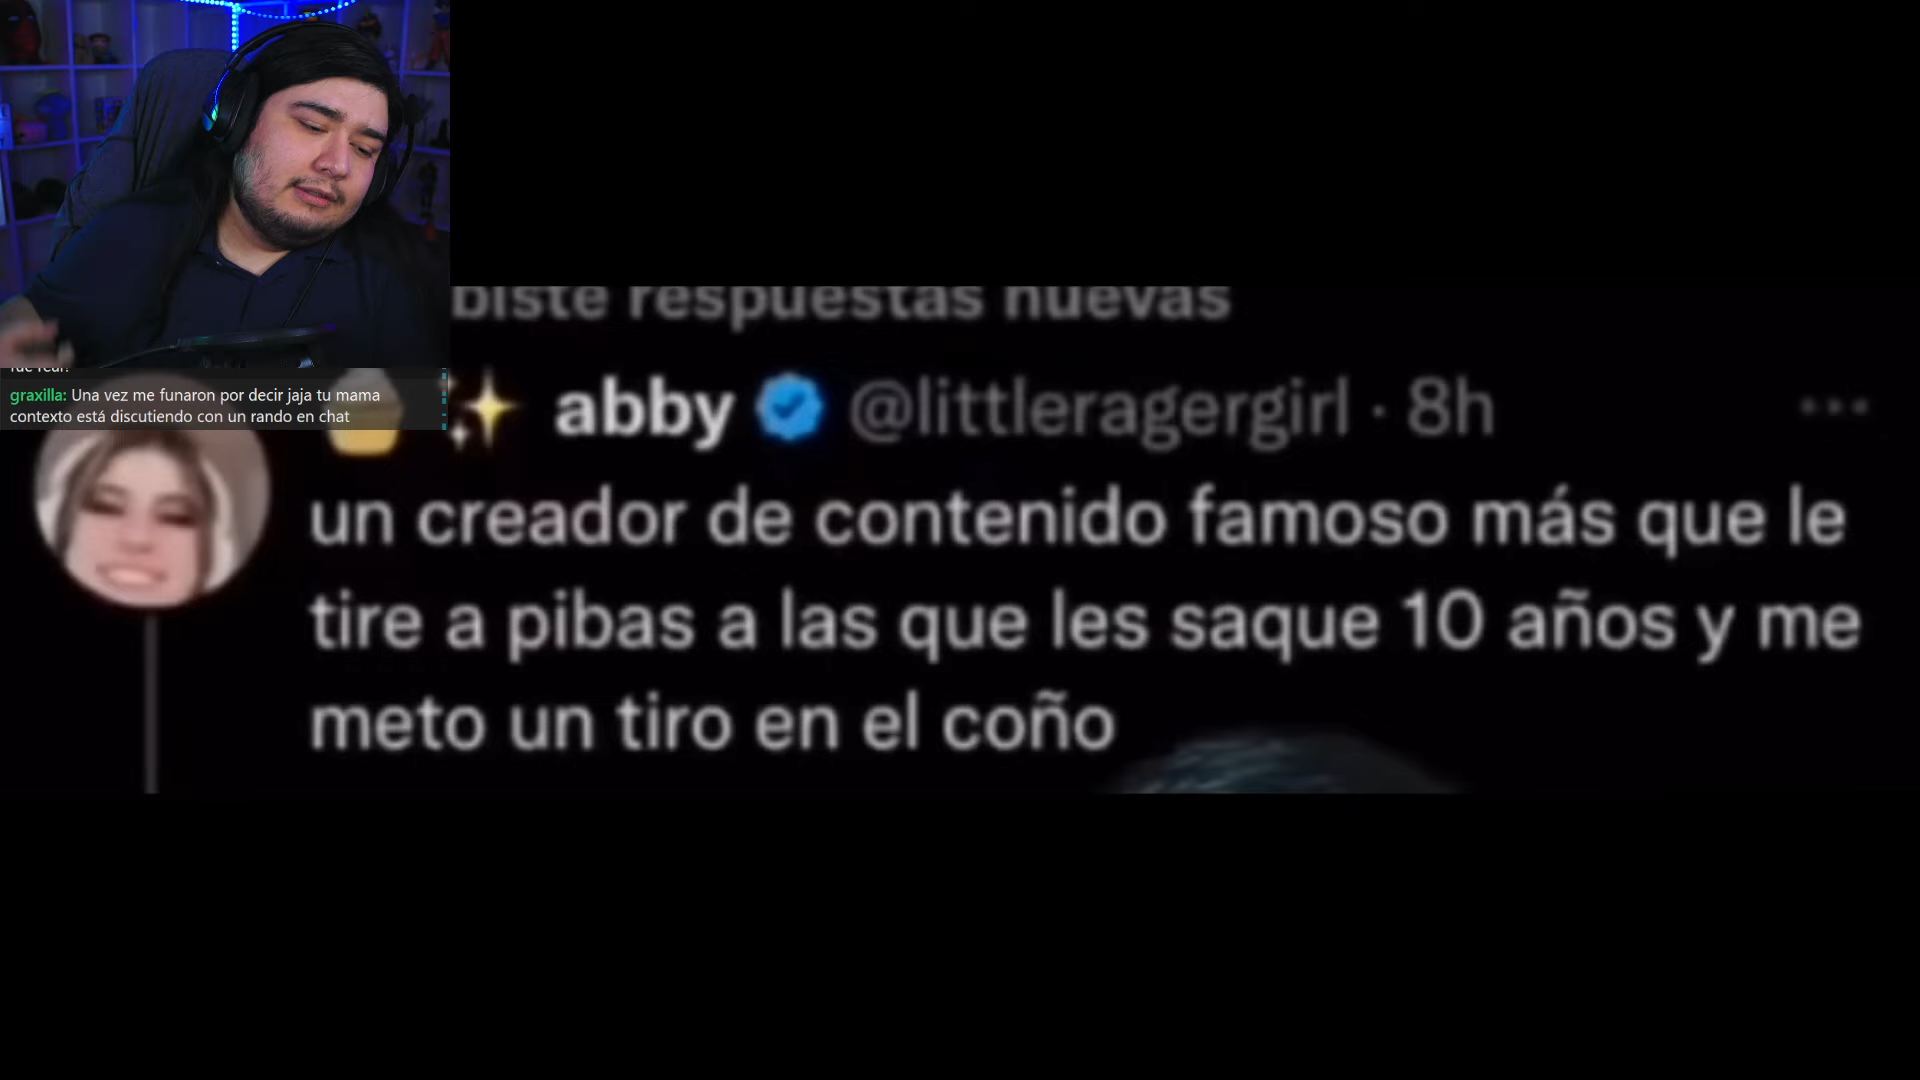 graxilla: Una vez me funaron por decir jaja tu mama
contexto está discutiendo con un rando en chat
biste respuestas nuevas
abby @littleragergirl · 8h
un creador de contenido famoso más que le
tire a pibas a las que les saque 10 años y me
meto un tiro en el coño